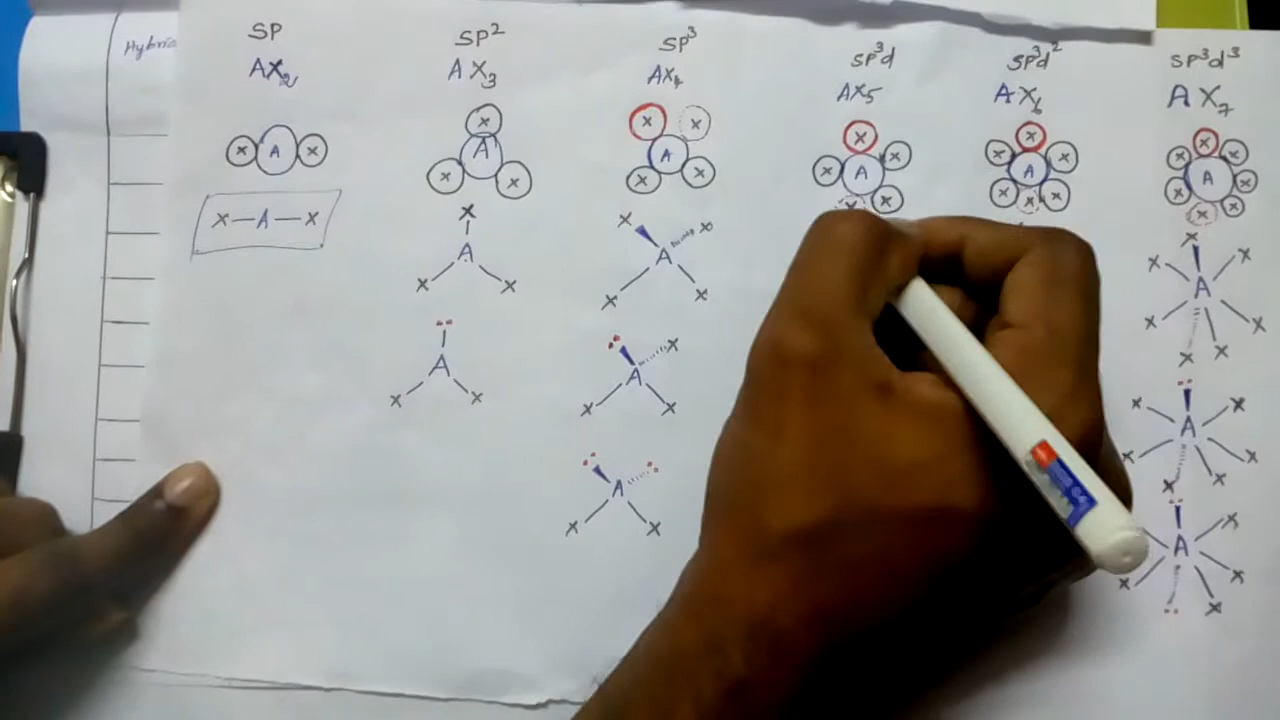 Hybrid
SP SP² SP³ SP³d SP³d² SP³d³
AX₂ AX₃ AX₄ AX₅ AX₆ AX₇
X A X
X A X X
X X A X X
X X X A X
X X X A X X X X
X X X X A X X X X
X — A — X
X A X X
X X A X X
X X X A X X X X
A X X
X A X X
X X A X X X X
A X X
X A X X X X